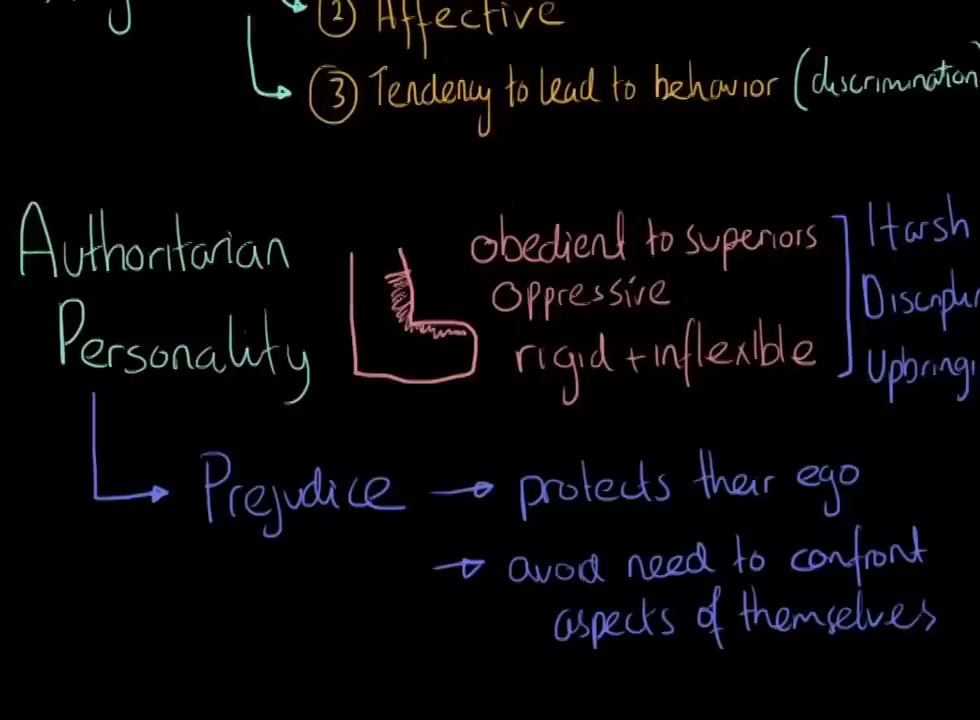 ② Affective
③ Tendency to lead to behavior (discrimination
Authoritarian
Personality
obedient to superiors
oppressive
rigid + inflexible
Harsh
Prejudice → protects their ego
→ avoid need to confront
aspects of themselves